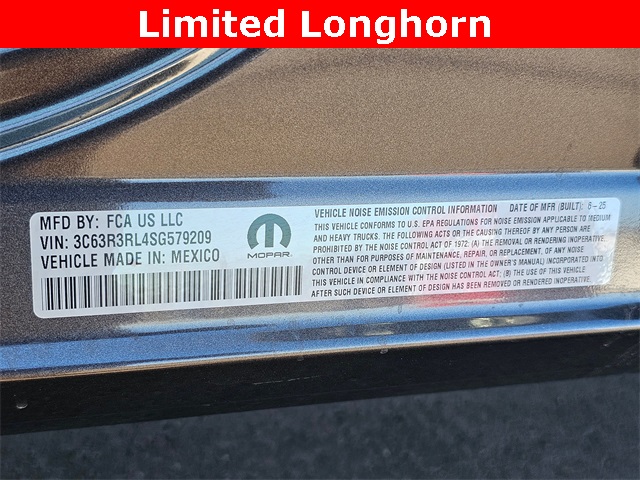 Limited Longhorn
MFD BY: FCA US LLC
VIN: 3C63R3RL4SG579209
VEHICLE MADE IN: MEXICO
MOPAR
VEHICLE NOISE EMISSION CONTROL INFORMATION DATE OF MFR (BUILT): 6-25
THIS VEHICLE CONFORMS TO U.S. EPA REGULATIONS FOR NOISE EMISSION APPLICABLE TO MEDIUM
AND HEAVY TRUCKS. THE FOLLOWING ACTS OR THE CAUSING THEREOF BY ANY PERSON
ARE PROHIBITED BY THE NOISE CONTROL ACT OF 1972: (A) THE REMOVAL OR RENDERING
INOPERATIVE, OTHER THAN FOR PURPOSES OF MAINTENANCE, REPAIR, OR REPLACEMENT, OF ANY NOISE
CONTROL DEVICE OR ELEMENT OF DESIGN (LISTED IN THE OWNER'S MANUAL) INCORPORATED INTO
THIS VEHICLE IN COMPLIANCE WITH THE NOISE CONTROL ACT; (B) THE USE OF THIS VEHICLE
AFTER SUCH DEVICE OR ELEMENT OF DESIGN HAS BEEN REMOVED OR RENDERED INOPERATIVE.